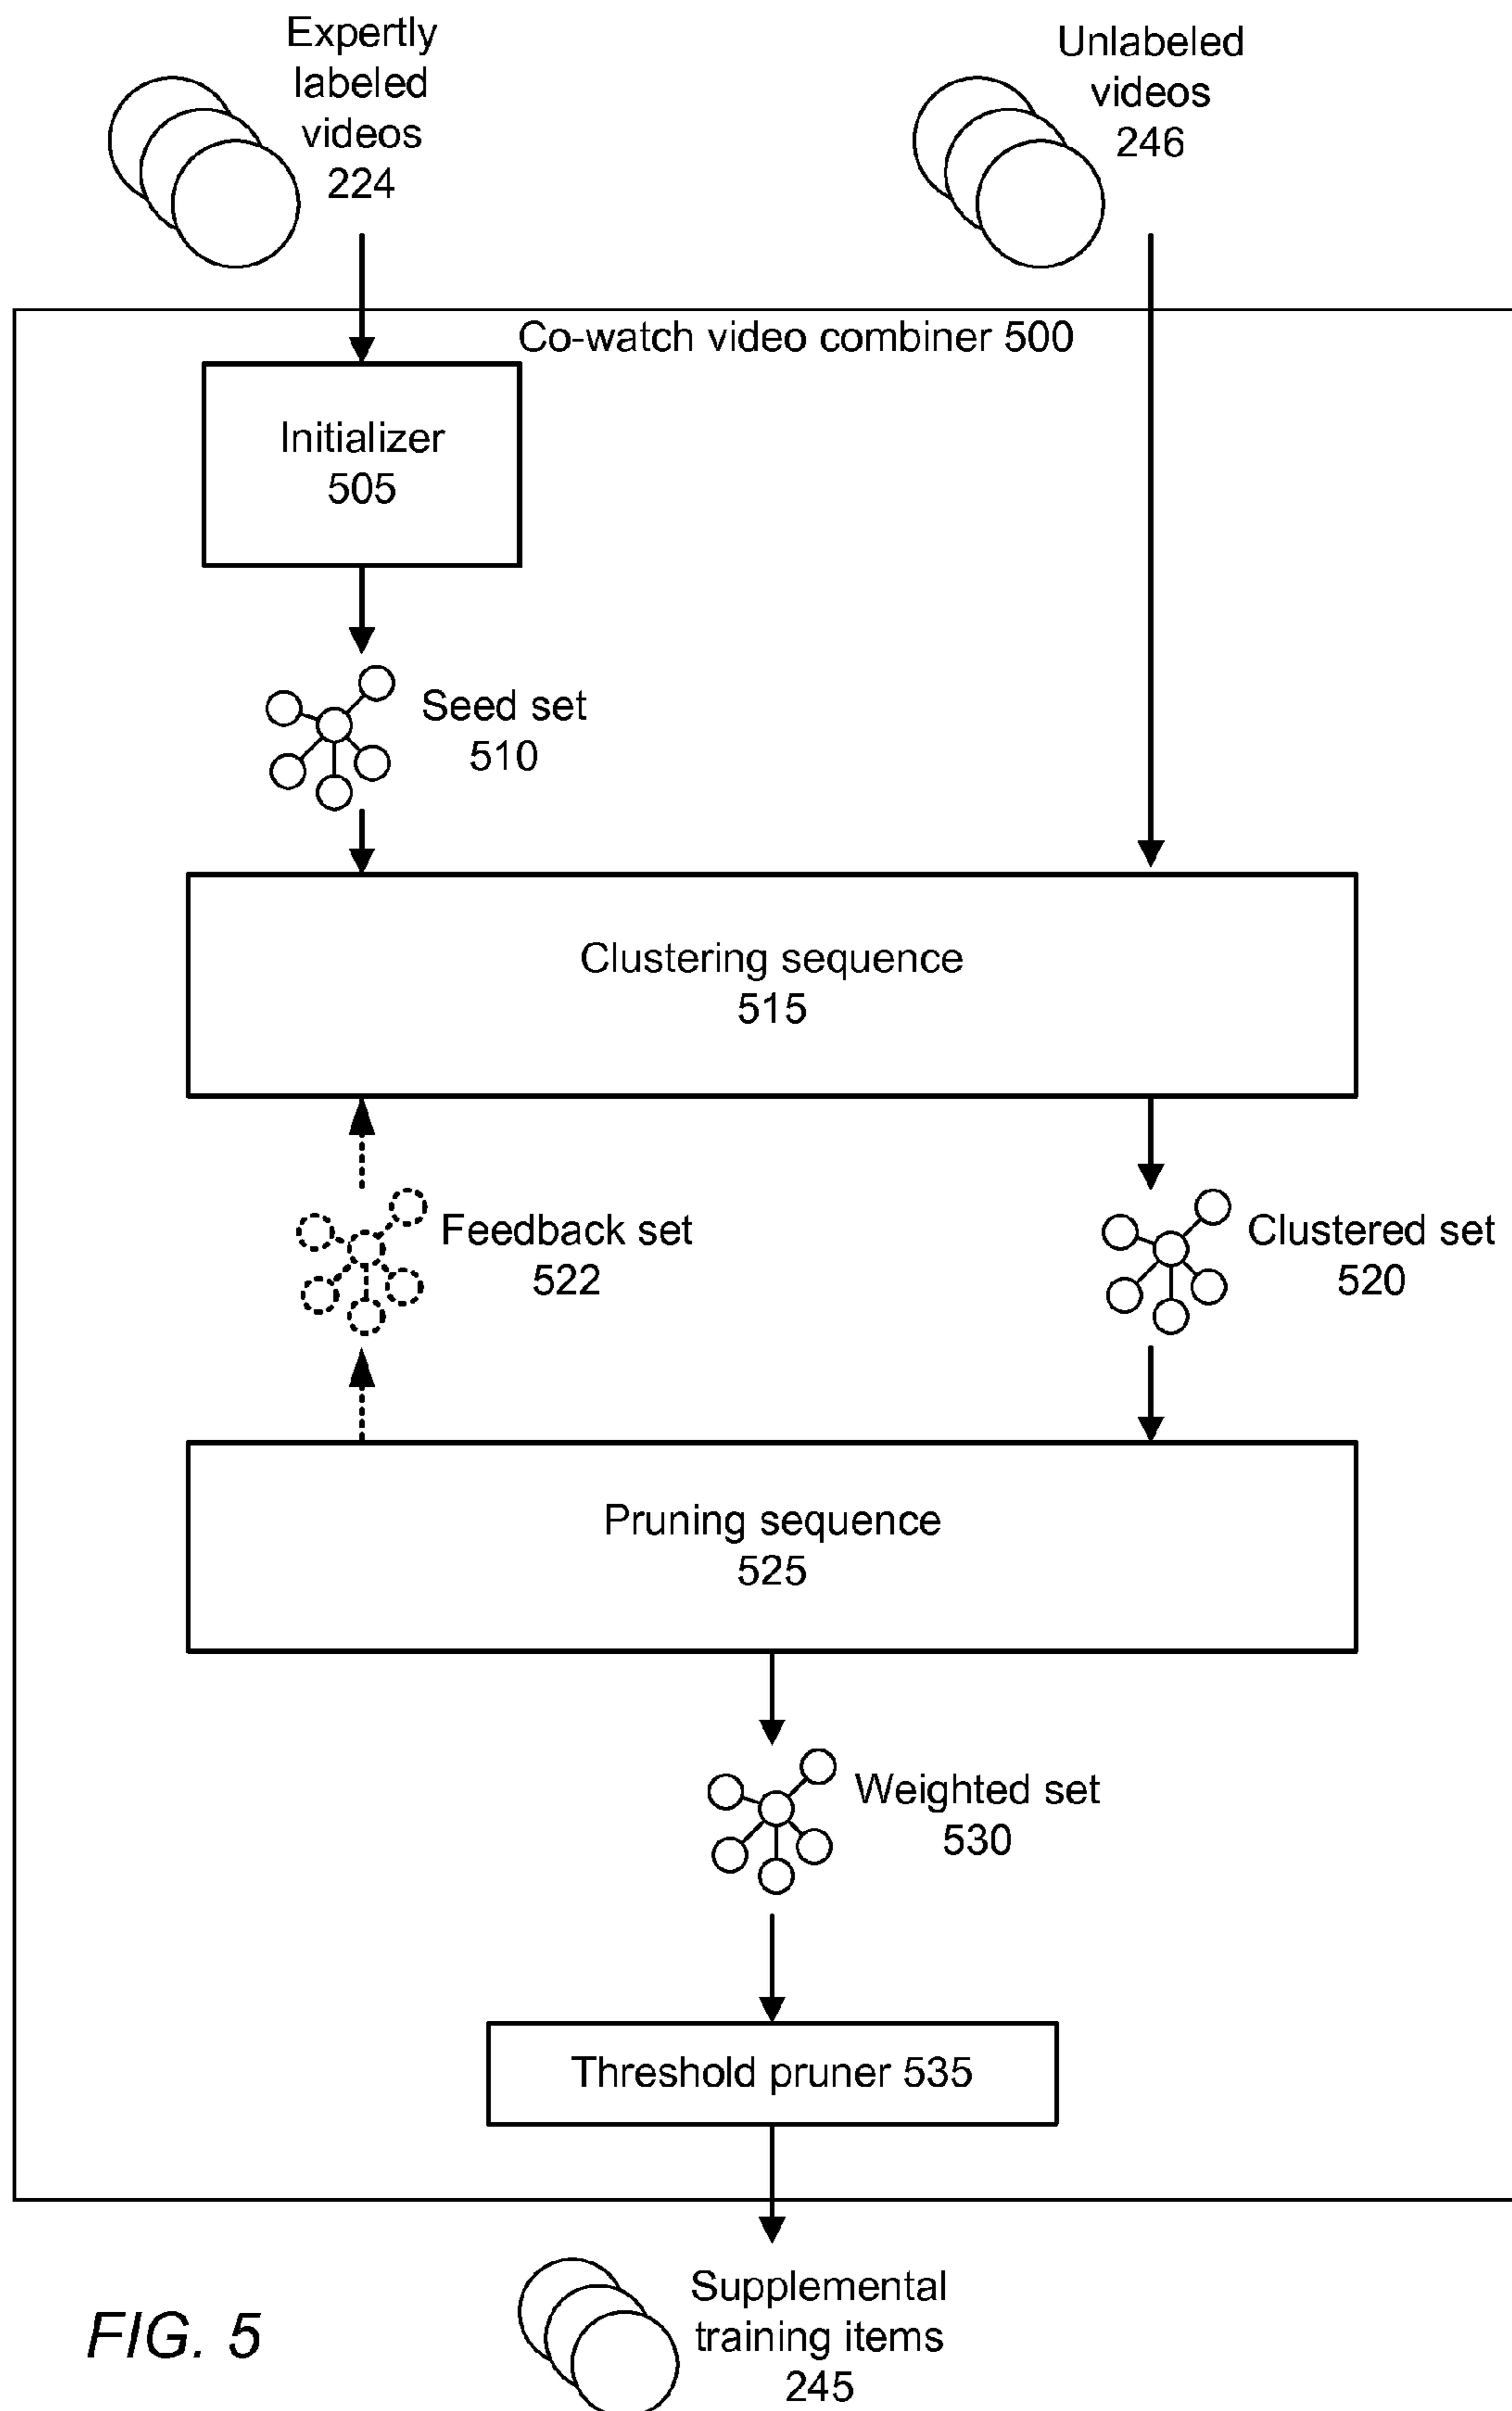 Expertly
labeled
videos
224
Unlabeled
videos
246
Co-watch video combiner 500
Initializer
505
Seed set
510
Clustering sequence
515
Feedback set
522
Clustered set
520
Pruning sequence
525
Weighted set
530
Threshold pruner 535
Supplemental
training items
245
FIG. 5